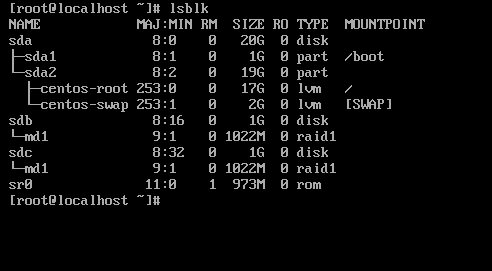 [root@localhost ~]# lsblk
NAME            MAJ:MIN RM  SIZE RO TYPE  MOUNTPOINT
sda               8:0    0   20G  0 disk
├─sda1            8:1    0    1G  0 part  /boot
└─sda2            8:2    0   19G  0 part
  ├─centos-root 253:0    0   17G  0 lvm   /
  └─centos-swap 253:1    0    2G  0 lvm   [SWAP]
sdb               8:16   0    1G  0 disk
└─md1             9:1    0 1022M  0 raid1
sdc               8:32   0    1G  0 disk
└─md1             9:1    0 1022M  0 raid1
sr0              11:0    1  973M  0 rom
[root@localhost ~]#